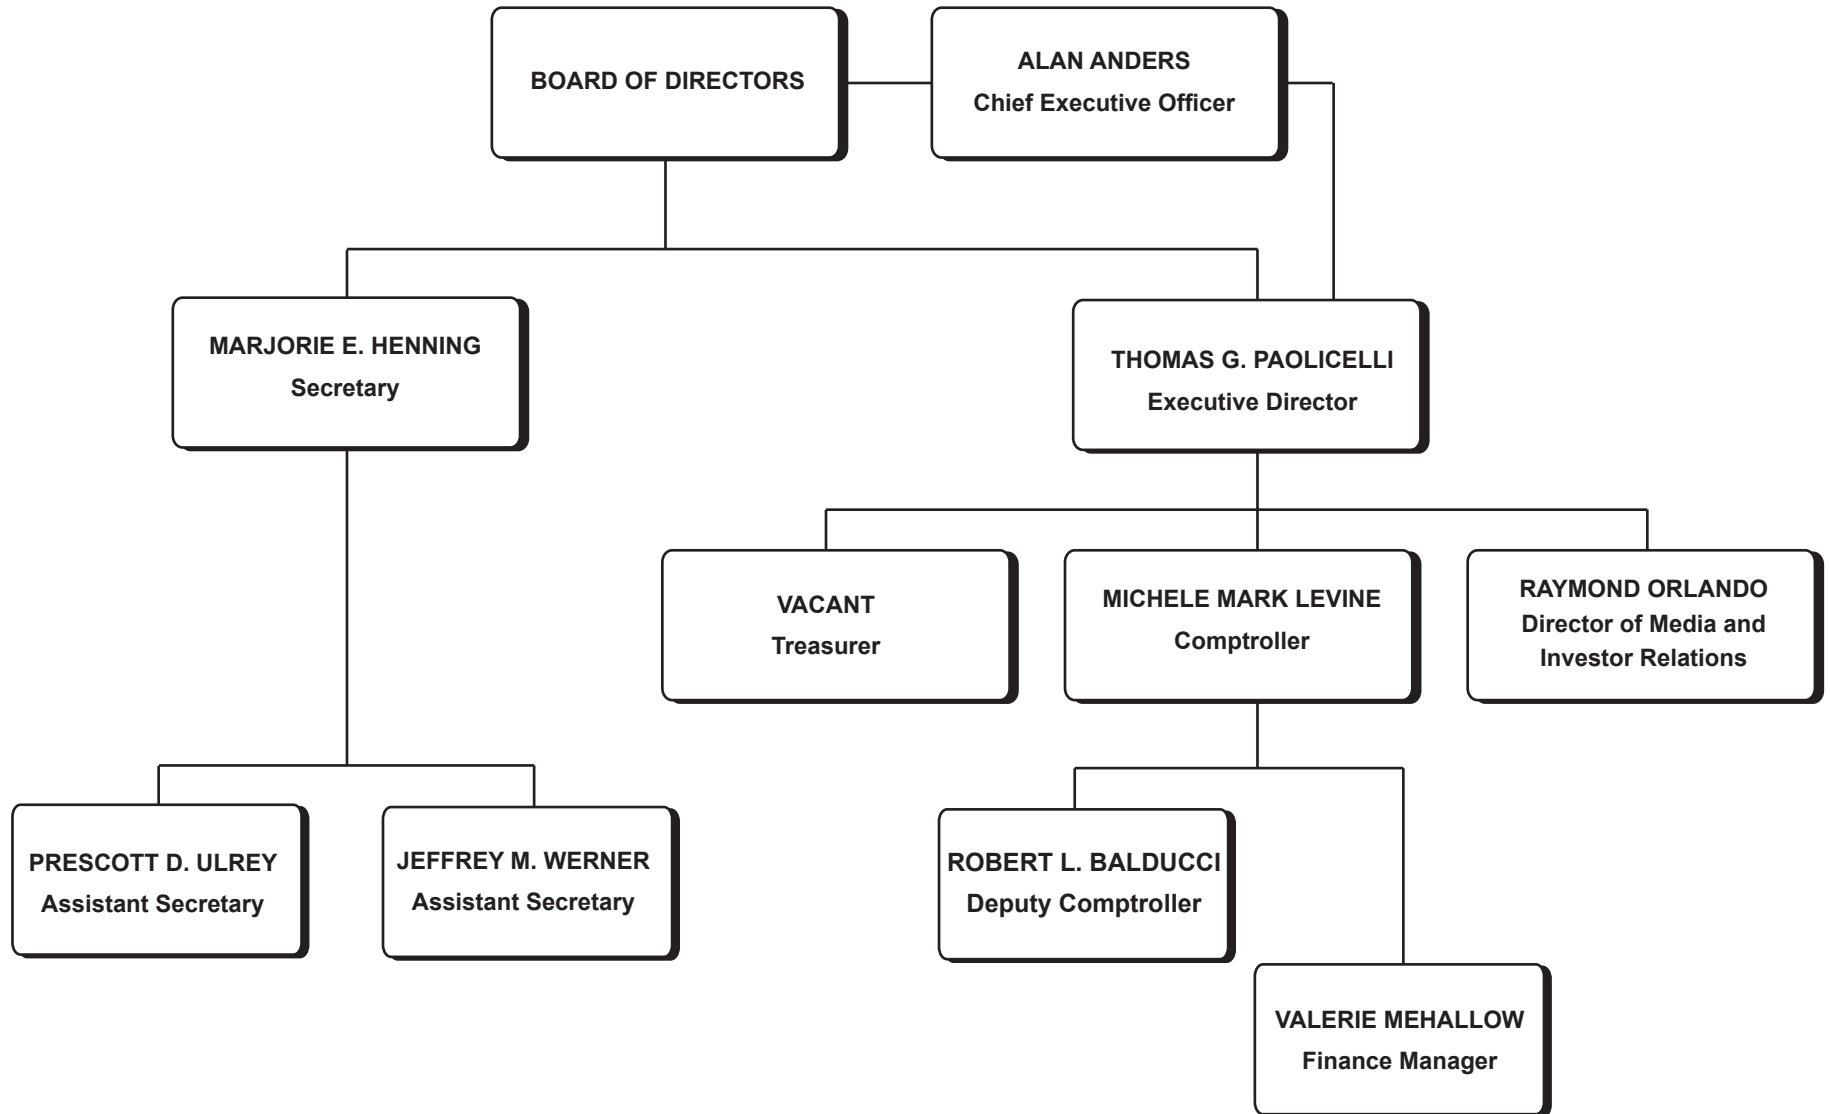 BOARD OF DIRECTORS
ALAN ANDERS
Chief Executive Officer
MARJORIE E. HENNING
Secretary
THOMAS G. PAOLICELLI
Executive Director
VACANT
Treasurer
MICHELE MARK LEVINE
Comptroller
RAYMOND ORLANDO
Director of Media and
Investor Relations
PRESCOTT D. ULREY
Assistant Secretary
JEFFREY M. WERNER
Assistant Secretary
ROBERT L. BALDUCCI
Deputy Comptroller
VALERIE MEHALLOW
Finance Manager